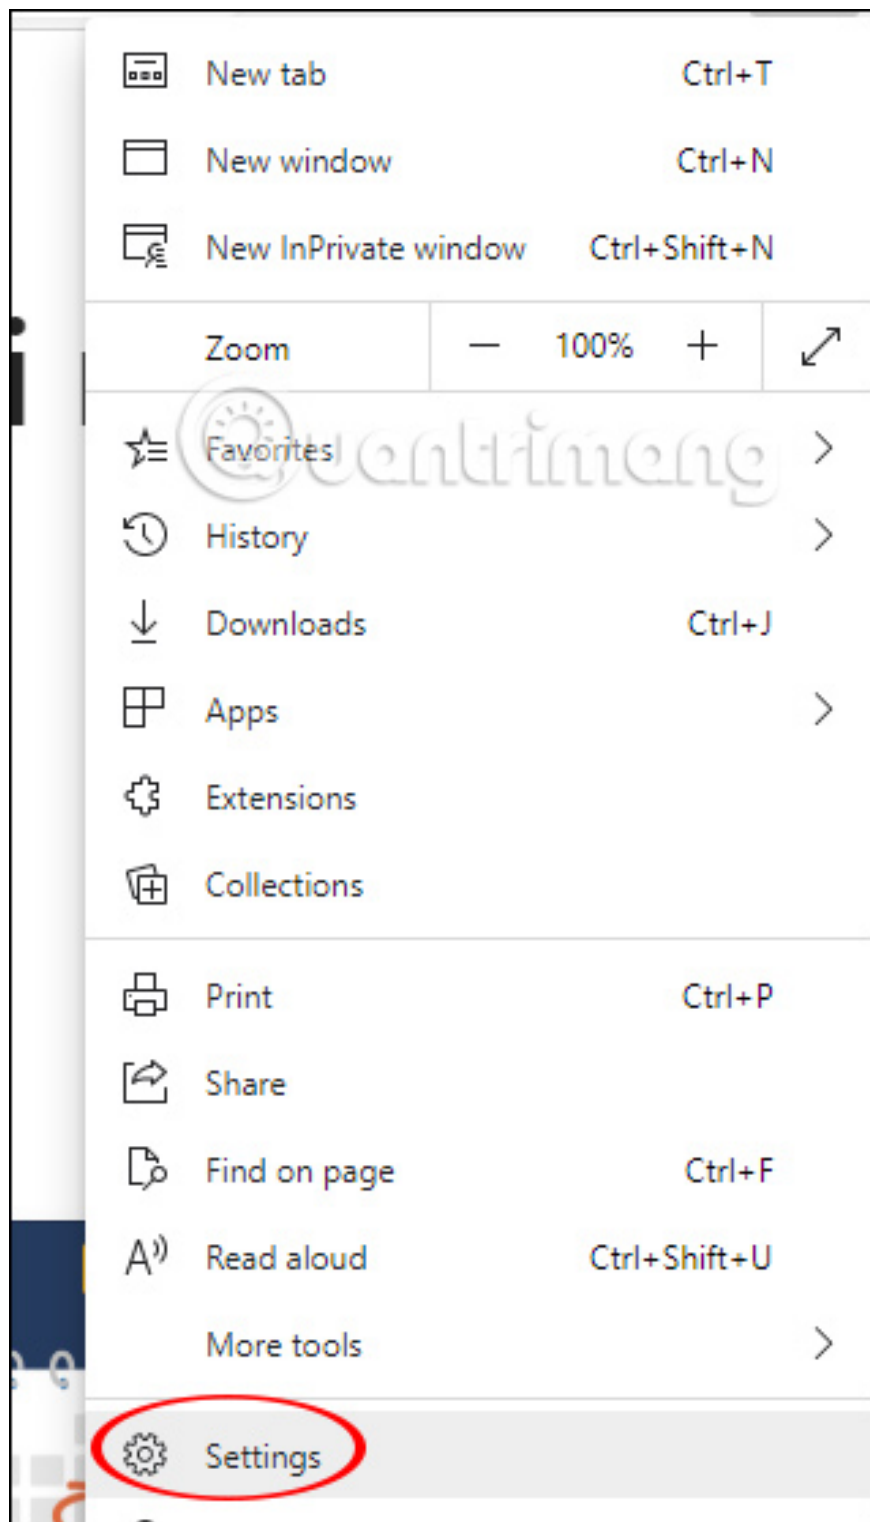 New tab Ctrl+T
New window Ctrl+N
New InPrivate window Ctrl+Shift+N
Zoom — 100% +
Favorites
Quantrimang
History
Downloads Ctrl+J
Apps
Extensions
Collections
Print Ctrl+P
Share
Find on page Ctrl+F
A Read aloud Ctrl+Shift+U
More tools
Settings